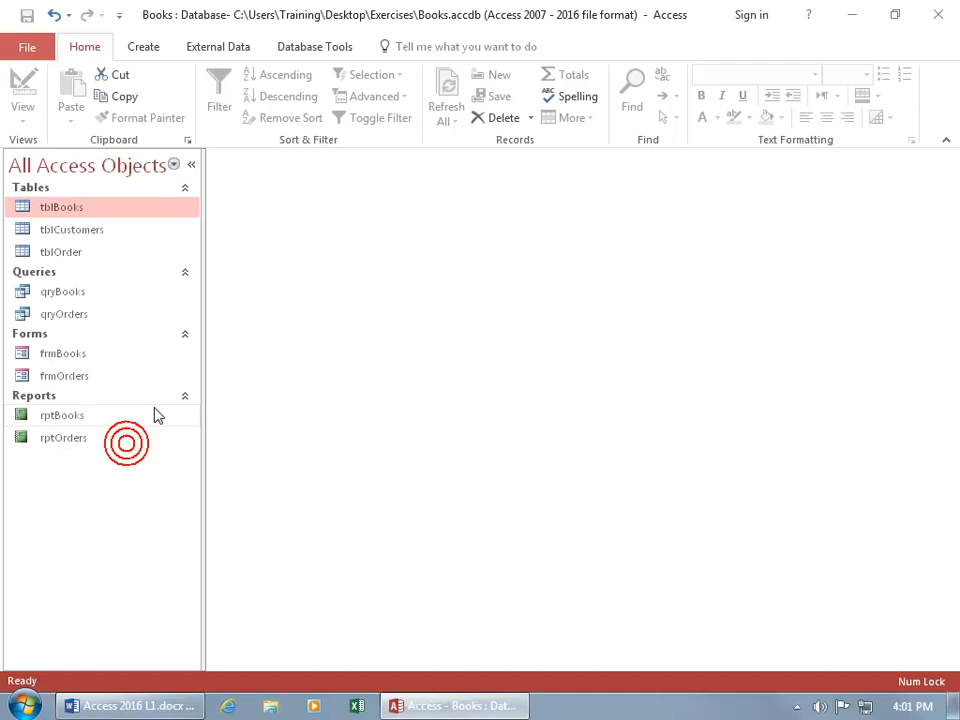 Books : Database- C:\Users\Training\Desktop\Exercises\Books.accdb (Access 2007 - 2016 file format) - Access
Sign in
?
File
Home
Create
External Data
Database Tools
Tell me what you want to do
View
Paste
Cut
Copy
Format Painter
Filter
Ascending
Descending
Remove Sort
Selection
Advanced
Toggle Filter
Refresh
All
New
Save
Delete
Totals
ABC
Spelling
More
Find
ab
ac
B I U
A
ab
Views
Clipboard
Sort & Filter
Records
Find
Text Formatting
All Access Objects
Tables
tblBooks
tblCustomers
tblOrder
Queries
qryBooks
qryOrders
Forms
frmBooks
frmOrders
Reports
rptBooks
rptOrders
Ready
Num Lock
Access 2016 L1.docx ...
Access - Books : Dat...
4:01 PM